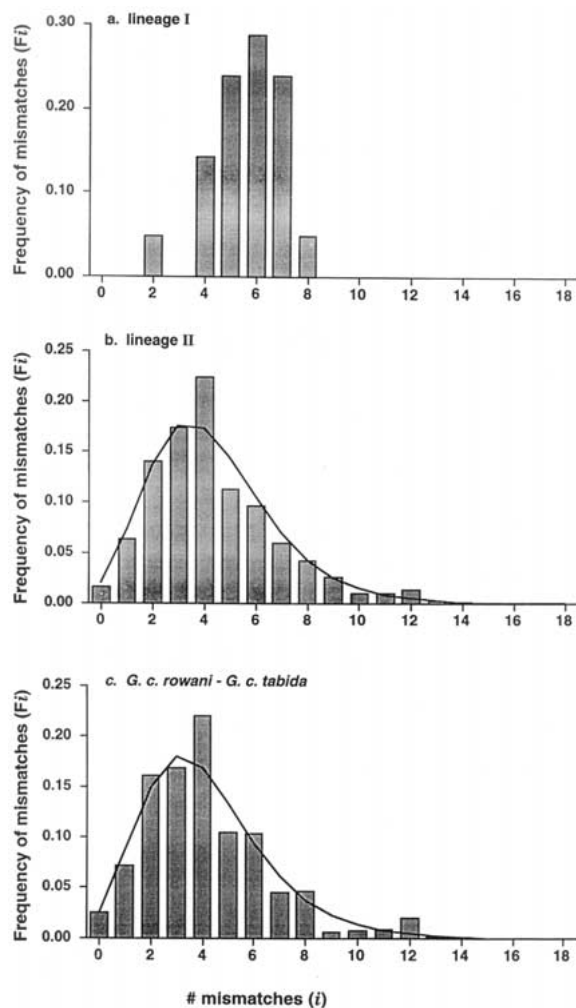 a. lineage I
Frequency of mismatches (Fi)
0.30
0.20
0.10
0.00
0 2 4 6 8 10 12 14 16 18
b. lineage II
Frequency of mismatches (Fi)
0.25
0.20
0.15
0.10
0.05
0.00
0 2 4 6 8 10 12 14 16 18
c. G. c. rowani - G. c. tabida
Frequency of mismatches (Fi)
0.25
0.20
0.15
0.10
0.05
0.00
0 2 4 6 8 10 12 14 16 18
# mismatches (i)